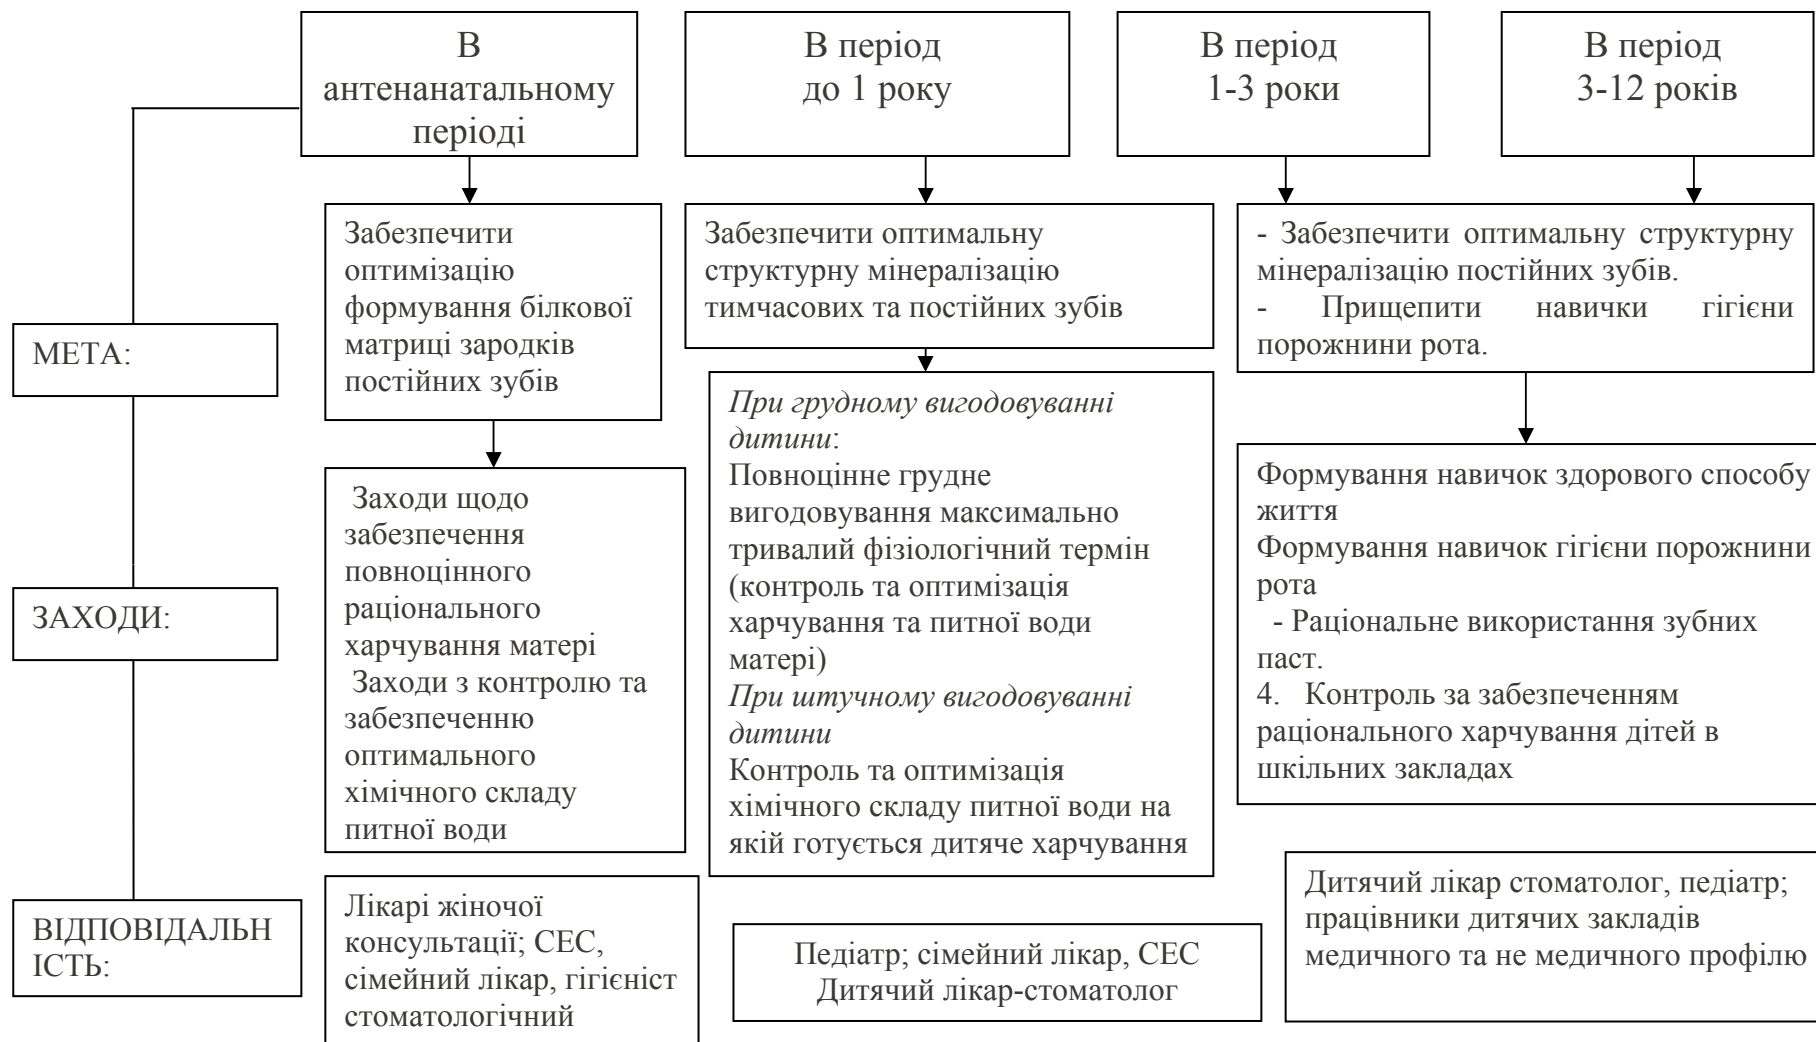 В
антенанатальному
періоді
В період
до 1 року
В період
1-3 роки
В період
3-12 років
МЕТА:
Забезпечити
оптимізацію
формування білкової
матриці зародків
постійних зубів
Забезпечити оптимальну
структурну мінералізацію
тимчасових та постійних зубів
- Забезпечити оптимальну структурну
мінералізацію постійних зубів.
- Прищепити навички гігієни
порожнини рота.
ЗАХОДИ:
Заходи щодо
забезпечення
повноцінного
раціонального
харчування матері
Заходи з контролю та
забезпеченню
оптимального
хімічного складу
питної води
При грудному вигодовуванні
дитини:
Повноцінне грудне
вигодовування максимально
тривалий фізіологічний термін
(контроль та оптимізація
харчування та питної води
матері)
При штучному вигодовуванні
дитини
Контроль та оптимізація
хімічного складу питної води на
якій готується дитяче харчування
Формування навичок здорового способу
життя
Формування навичок гігієни порожнини
рота
- Раціональне використання зубних
паст.
4. Контроль за забезпеченням
раціонального харчування дітей в
шкільних закладах
ВІДПОВІДАЛЬН
ІСТЬ:
Лікарі жіночої
консультації; СЕС,
сімейний лікар, гігієніст
стоматологічний
Педіатр; сімейний лікар, СЕС
Дитячий лікар-стоматолог
Дитячий лікар стоматолог, педіатр;
працівники дитячих закладів
медичного та не медичного профілю